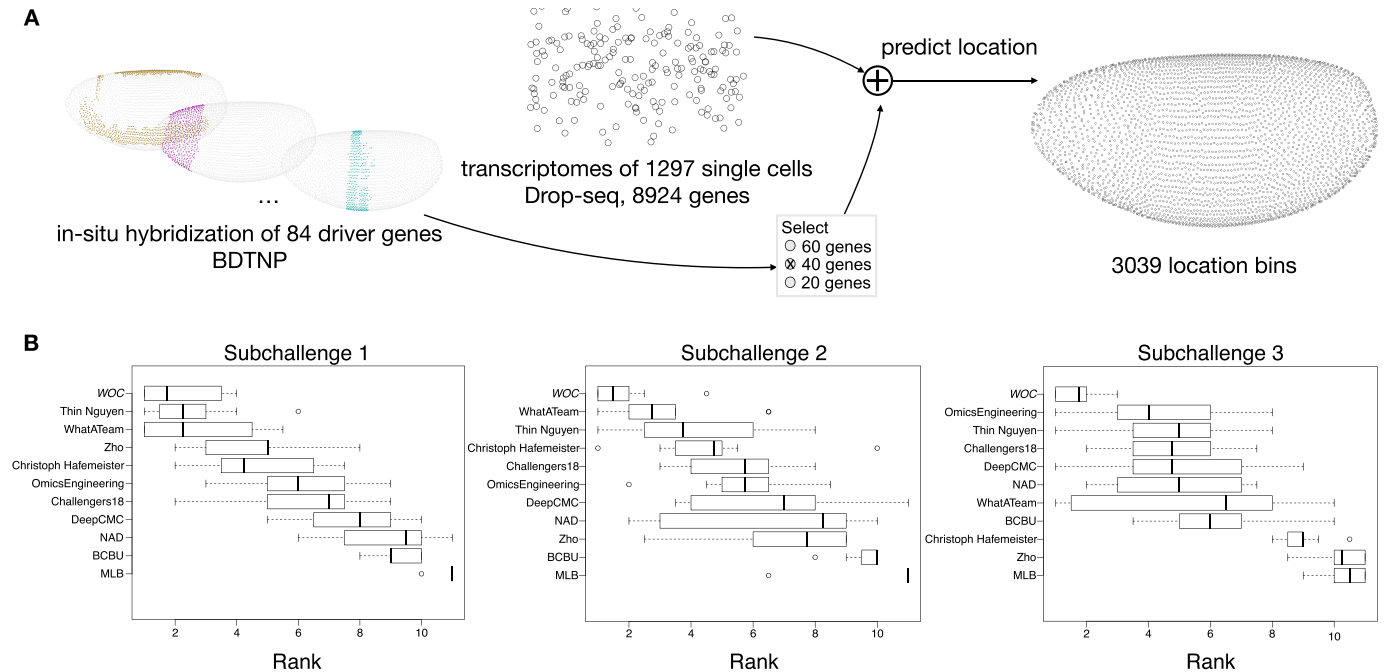 A
predict location
transcriptomes of 1297 single cells
Drop-seq, 8924 genes
...
in-situ hybridization of 84 driver genes
BDTNP
Select
60 genes
40 genes
20 genes
3039 location bins
B
Subchallenge 1
WOC
Thin Nguyen
WhatATeam
Zho
Christoph Hafemeister
OmicsEngineering
Challengers18
DeepCMC
NAD
BCBU
MLB
2 4 6 8 10
Rank
Subchallenge 2
WOC
WhatATeam
Thin Nguyen
Christoph Hafemeister
Challengers18
OmicsEngineering
DeepCMC
NAD
Zho
BCBU
MLB
2 4 6 8 10
Rank
Subchallenge 3
WOC
OmicsEngineering
Thin Nguyen
Challengers18
DeepCMC
NAD
WhatATeam
BCBU
Christoph Hafemeister
Zho
MLB
2 4 6 8 10
Rank